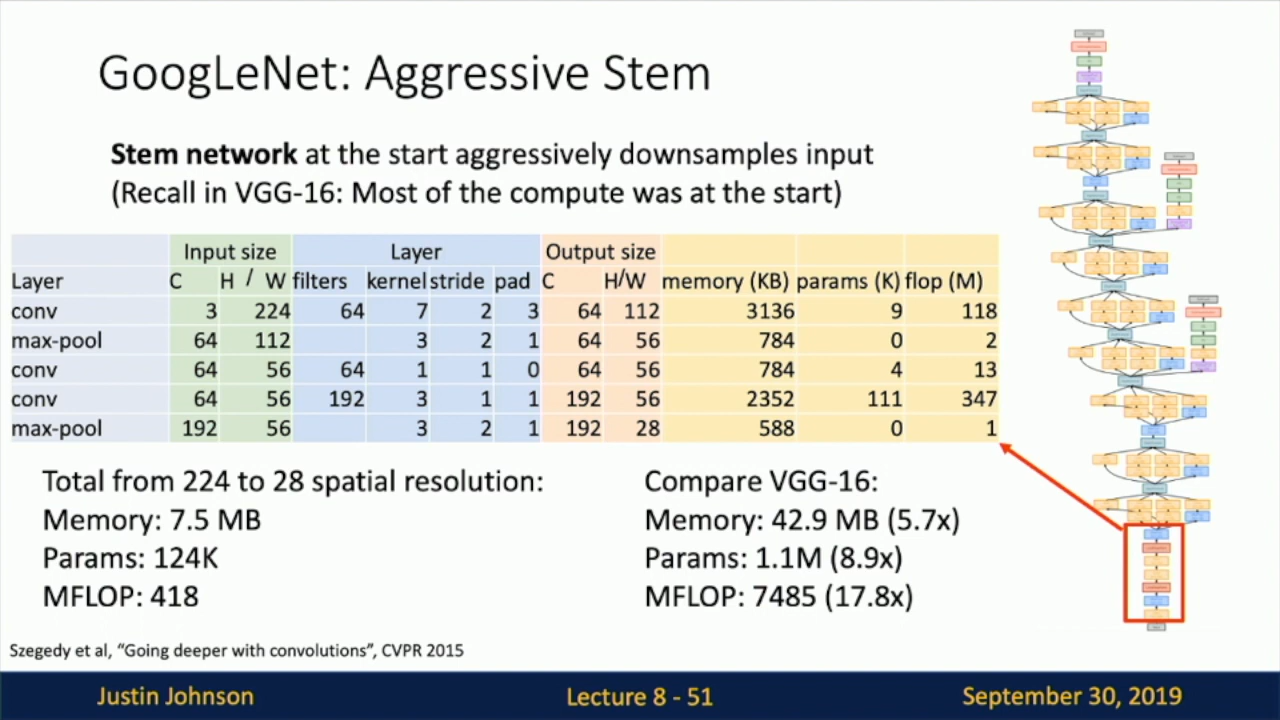 GoogLeNet: Aggressive Stem
Stem network at the start aggressively downsamples input
(Recall in VGG-16: Most of the compute was at the start)
Input size Layer Output size
Layer C H / W filters kernel stride pad C H/W memory (KB) params (K) flop (M)
conv 3 224 64 7 2 3 64 112 3136 9 118
max-pool 64 112 3 2 1 64 56 784 0 2
conv 64 56 64 1 1 0 64 56 784 4 13
conv 64 56 192 3 1 1 192 56 2352 111 347
max-pool 192 56 3 2 1 192 28 588 0 1
Total from 224 to 28 spatial resolution:
Memory: 7.5 MB
Params: 124K
MFLOP: 418
Compare VGG-16:
Memory: 42.9 MB (5.7x)
Params: 1.1M (8.9x)
MFLOP: 7485 (17.8x)
Szegedy et al, “Going deeper with convolutions”, CVPR 2015
Justin Johnson
Lecture 8 - 51
September 30, 2019